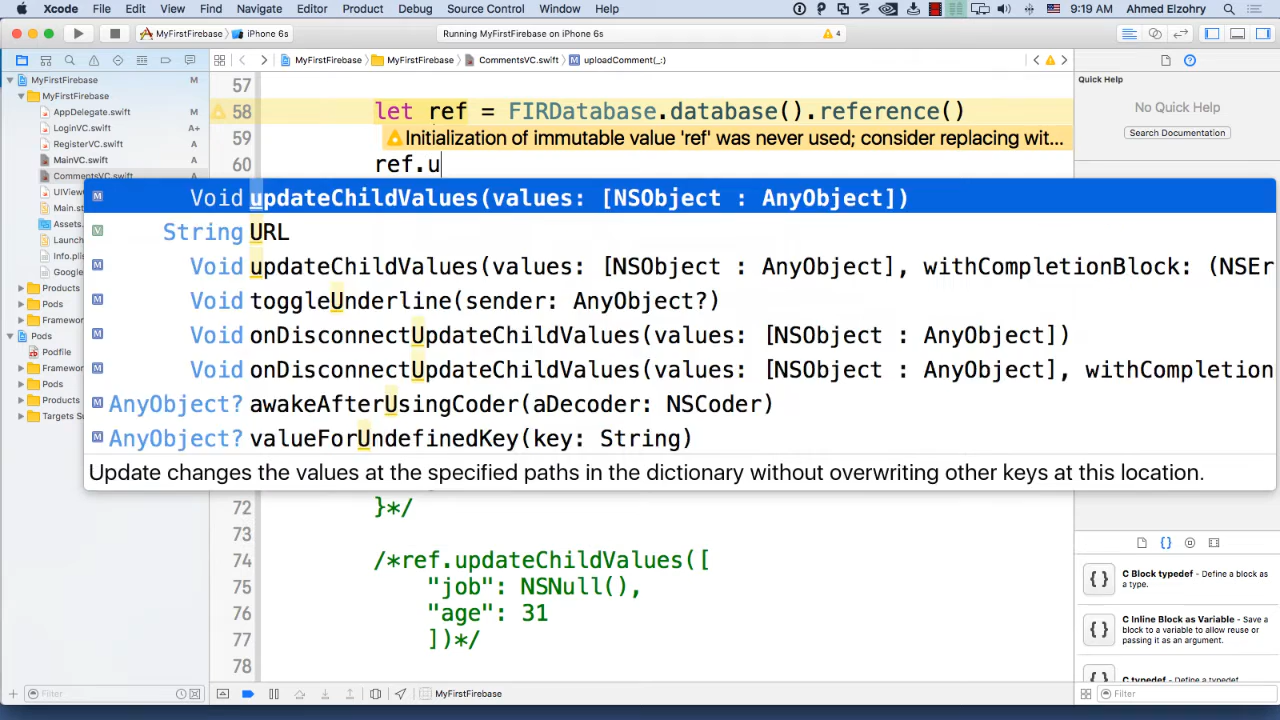 Xcode File Edit View Find Navigate Editor Product Debug Source Control Window Help 9:19 AM Ahmed Elzohry
MyFirstFirebase iPhone 6s Running MyFirstFirebase on iPhone 6s 4
MyFirstFirebase MyFirstFirebase CommentsVC.swift uploadComment(_:)
MyFirstFirebase M
MyFirstFirebase
AppDelegate.swift M
LoginVC.swift A+
RegisterVC.swift A
MainVC.swift A
CommentsVC.swift A
UIView
Main.st
Assets.
Launch
Info.pli
Google
Products
Pods
Framewor
Pods
Podfile
Framewor
Pods
Products
Targets Su
Filter
57
58 let ref = FIRDatabase.database().reference()
59 Initialization of immutable value 'ref' was never used; consider replacing wit...
60 ref.u
Void updateChildValues(values: [NSObject : AnyObject])
String URL
Void updateChildValues(values: [NSObject : AnyObject], withCompletionBlock: (NSEr
Void toggleUnderline(sender: AnyObject?)
Void onDisconnectUpdateChildValues(values: [NSObject : AnyObject])
Void onDisconnectUpdateChildValues(values: [NSObject : AnyObject], withCompletion
AnyObject? awakeAfterUsingCoder(aDecoder: NSCoder)
AnyObject? valueForUndefinedKey(key: String)
Update changes the values at the specified paths in the dictionary without overwriting other keys at this location.
72 }*/
73
74 /*ref.updateChildValues([
75 "job": NSNull(),
76 "age": 31
77 ])*/
78
MyFirstFirebase
Quick Help
No Quick Help
Search Documentation
{ } C Block typedef - Define a block as
a type.
{ } C Inline Block as Variable - Save a
block to a variable to allow reuse or
passing it as an argument.
C typedef - Define a typedef.
Filter